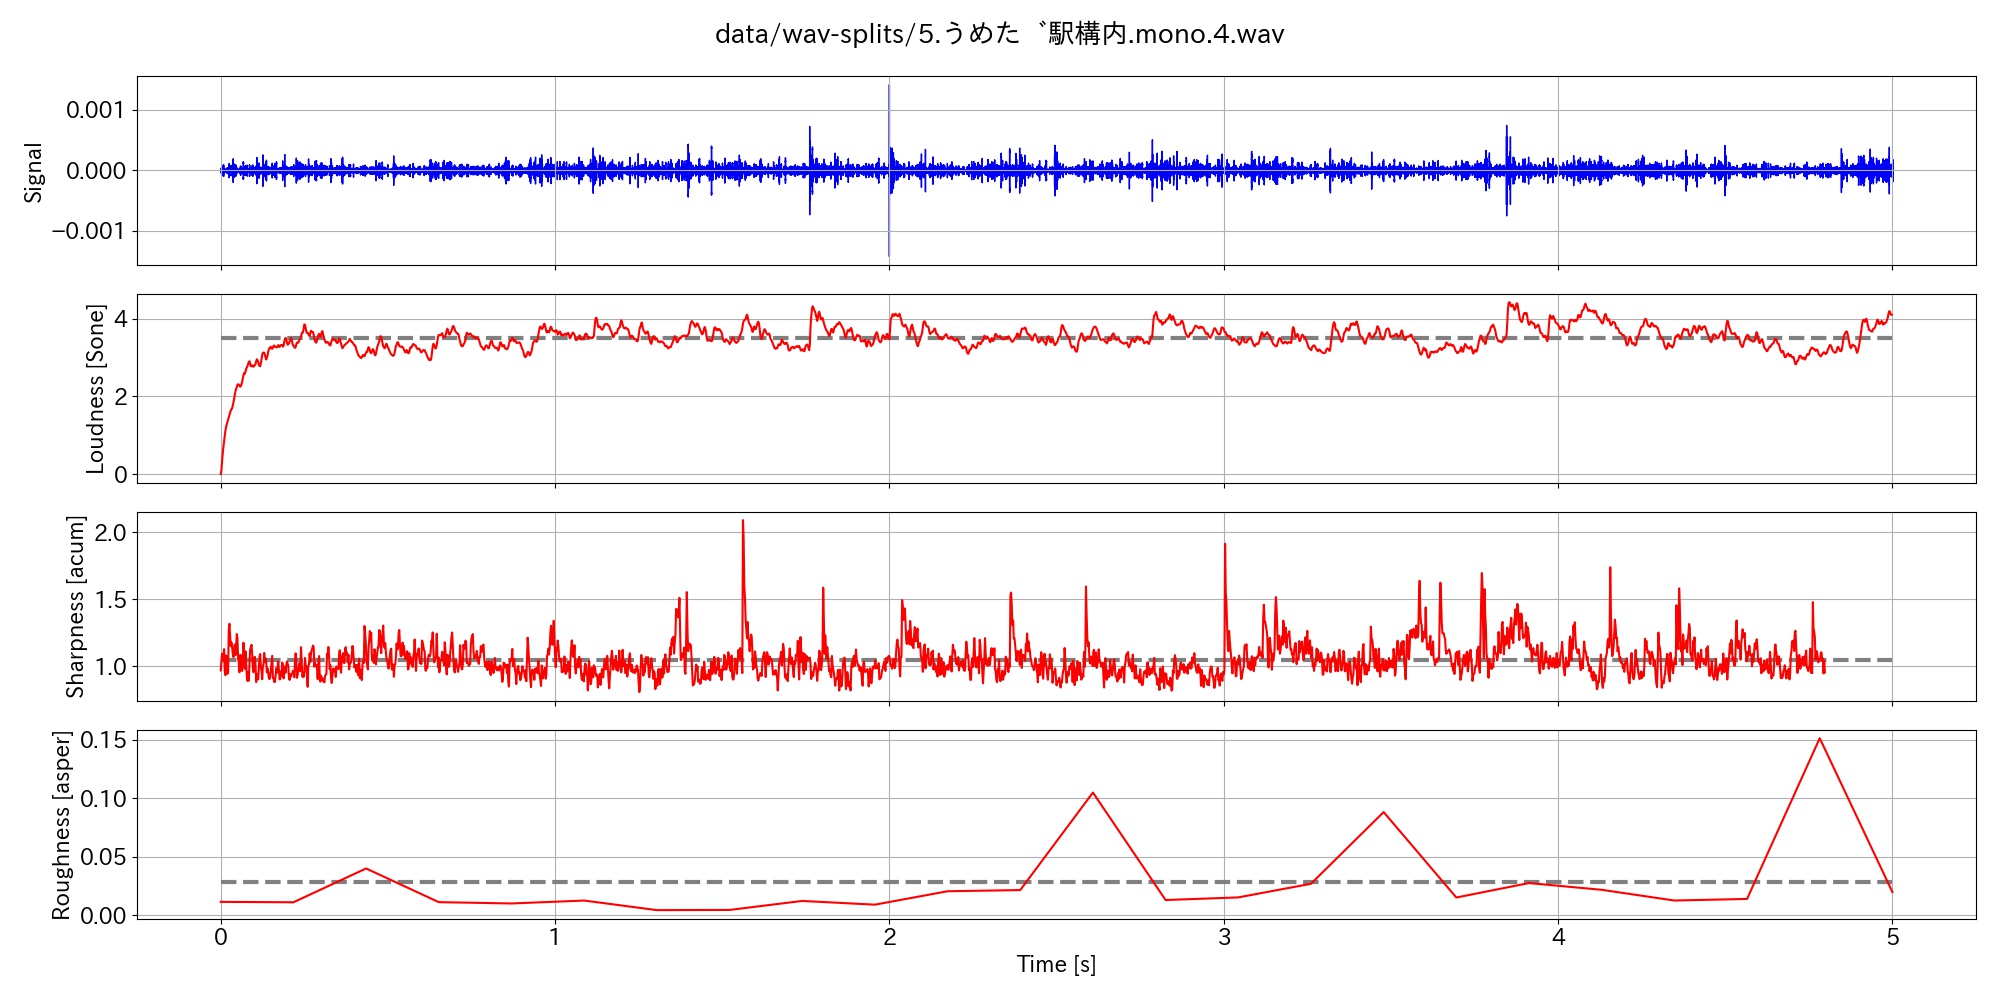 data/wav-splits/5.うめた゛駅構内.mono.4.wav
Signal
0.001
0.000
−0.001
Loudness [Sone]
4
2
0
Sharpness [acum]
2.0
1.5
1.0
Roughness [asper]
0.15
0.10
0.05
0.00
0 1 2 3 4 5
Time [s]